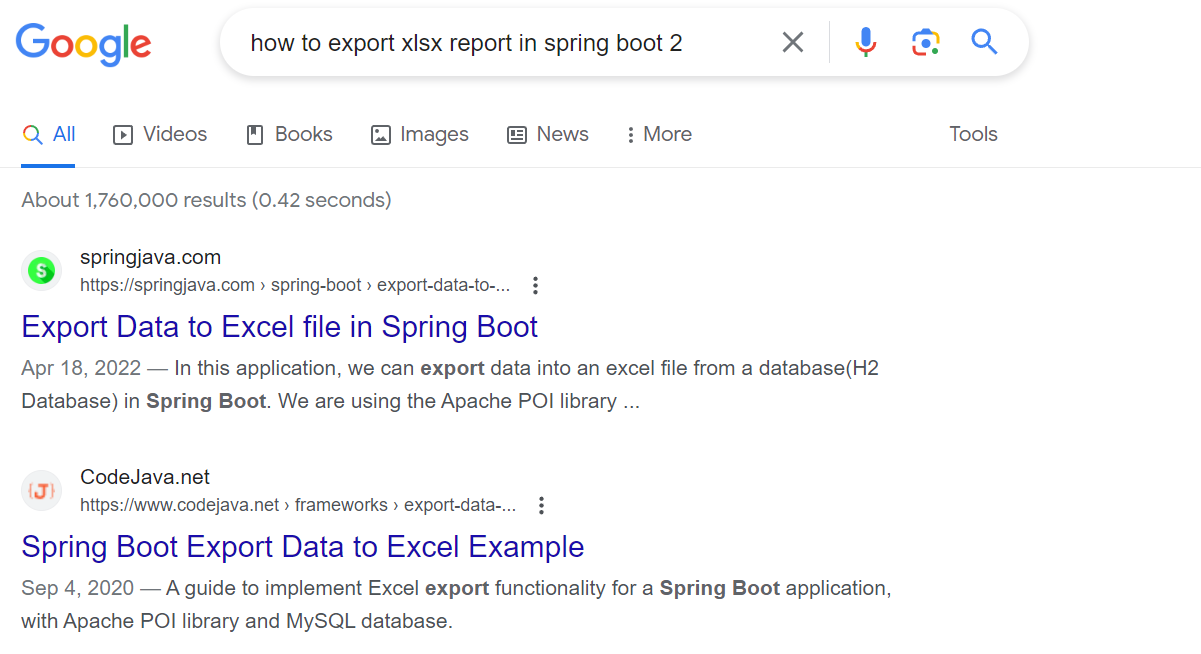 Google
how to export xlsx report in spring boot 2
All Videos Books Images News More Tools
About 1,760,000 results (0.42 seconds)
S
springjava.com
https://springjava.com › spring-boot › export-data-to-...
Export Data to Excel file in Spring Boot
Apr 18, 2022 — In this application, we can export data into an excel file from a database(H2
Database) in Spring Boot. We are using the Apache POI library ...
{J}
CodeJava.net
https://www.codejava.net › frameworks › export-data-...
Spring Boot Export Data to Excel Example
Sep 4, 2020 — A guide to implement Excel export functionality for a Spring Boot application,
with Apache POI library and MySQL database.